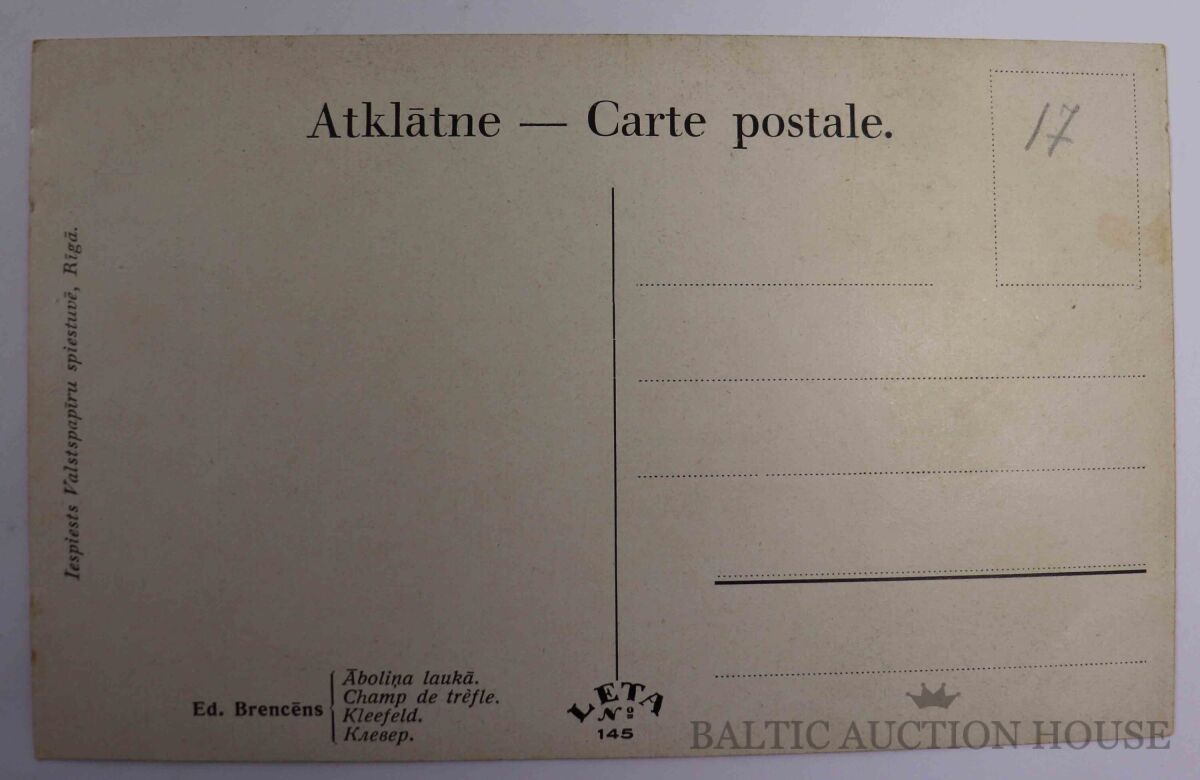 Atklātne — Carte postale.
17
Iespiests Valstspapīru spiestuvē, Rīgā.
Ed. Brencēns
Āboliņa laukā.
Champ de trèfle.
Kleefeld.
Клевер.
LETA
№
145
BALTIC AUCTION HOUSE